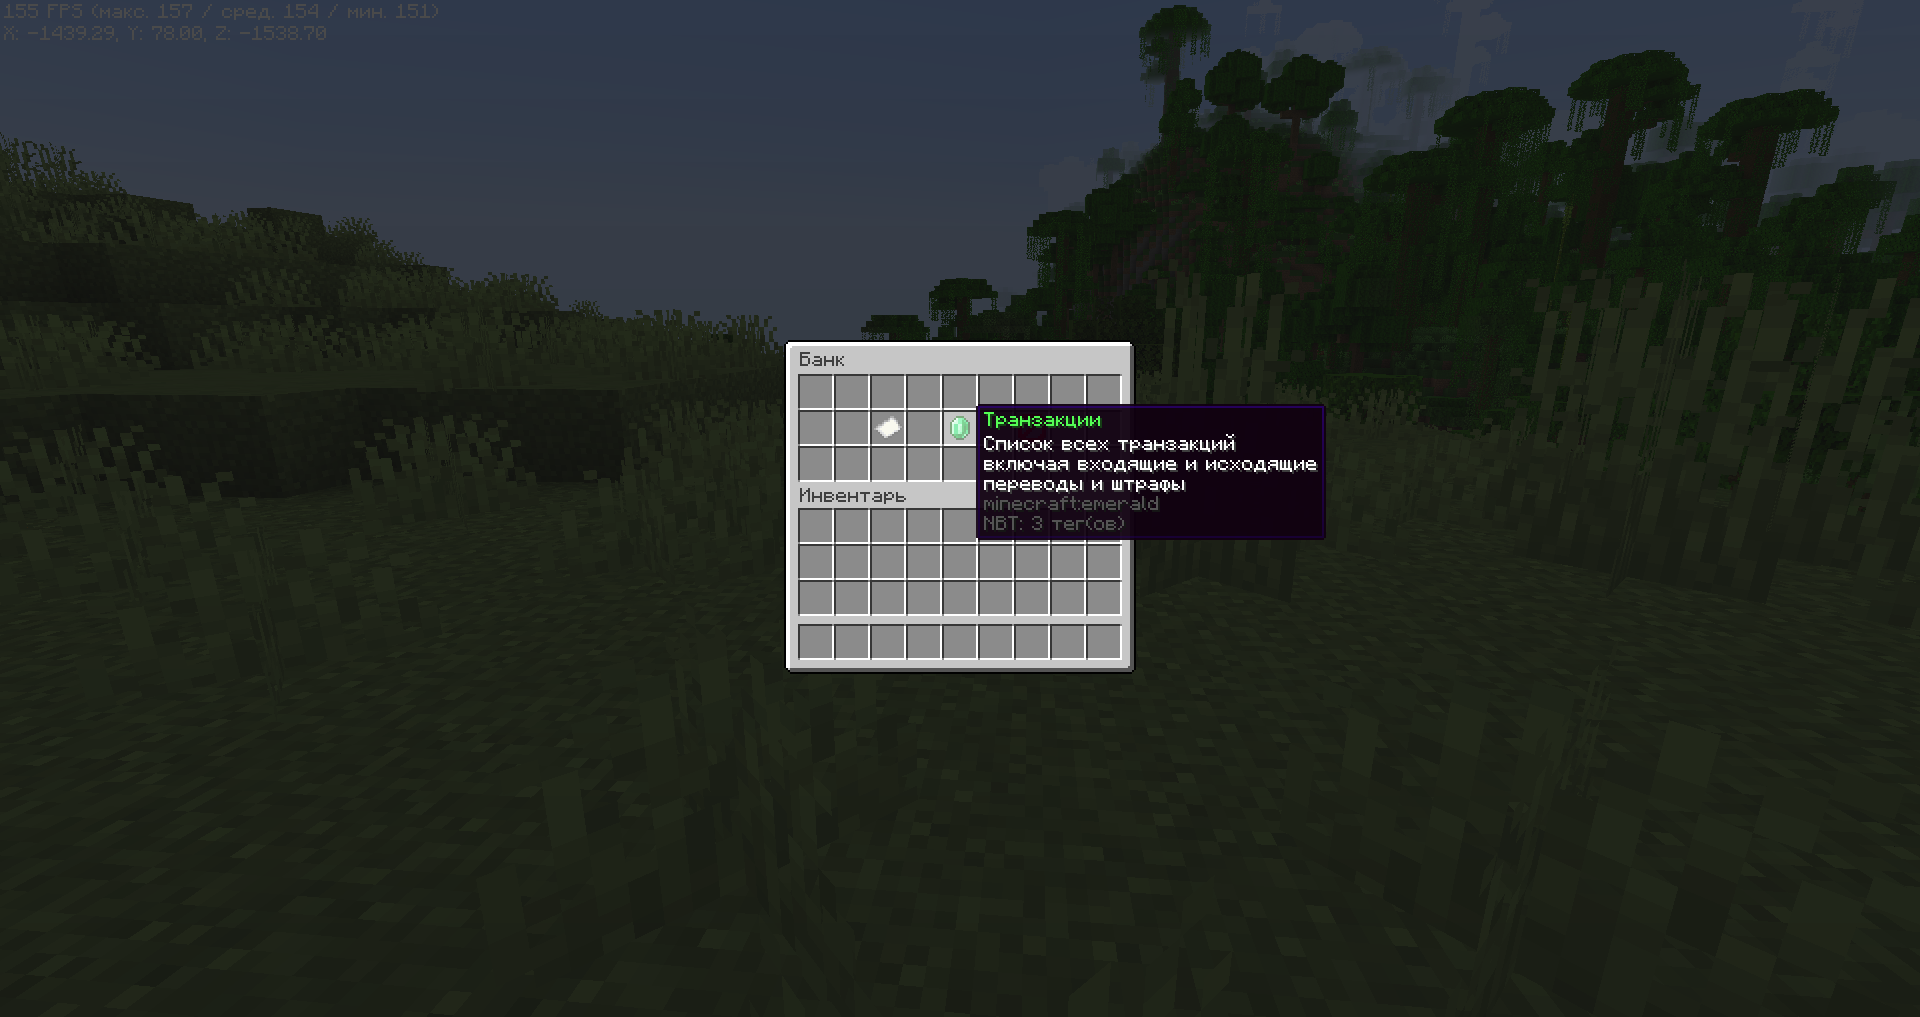 155 FPS (макс. 157 / сред. 154 / мин. 151)
X: -1439.29, Y: 78.00, Z: -1538.70
Банк
Транзакции
Список всех транзакций
включая входящие и исходящие
переводы и штрафы
minecraft:emerald
NBT: 3 тег(ов)
Инвентарь